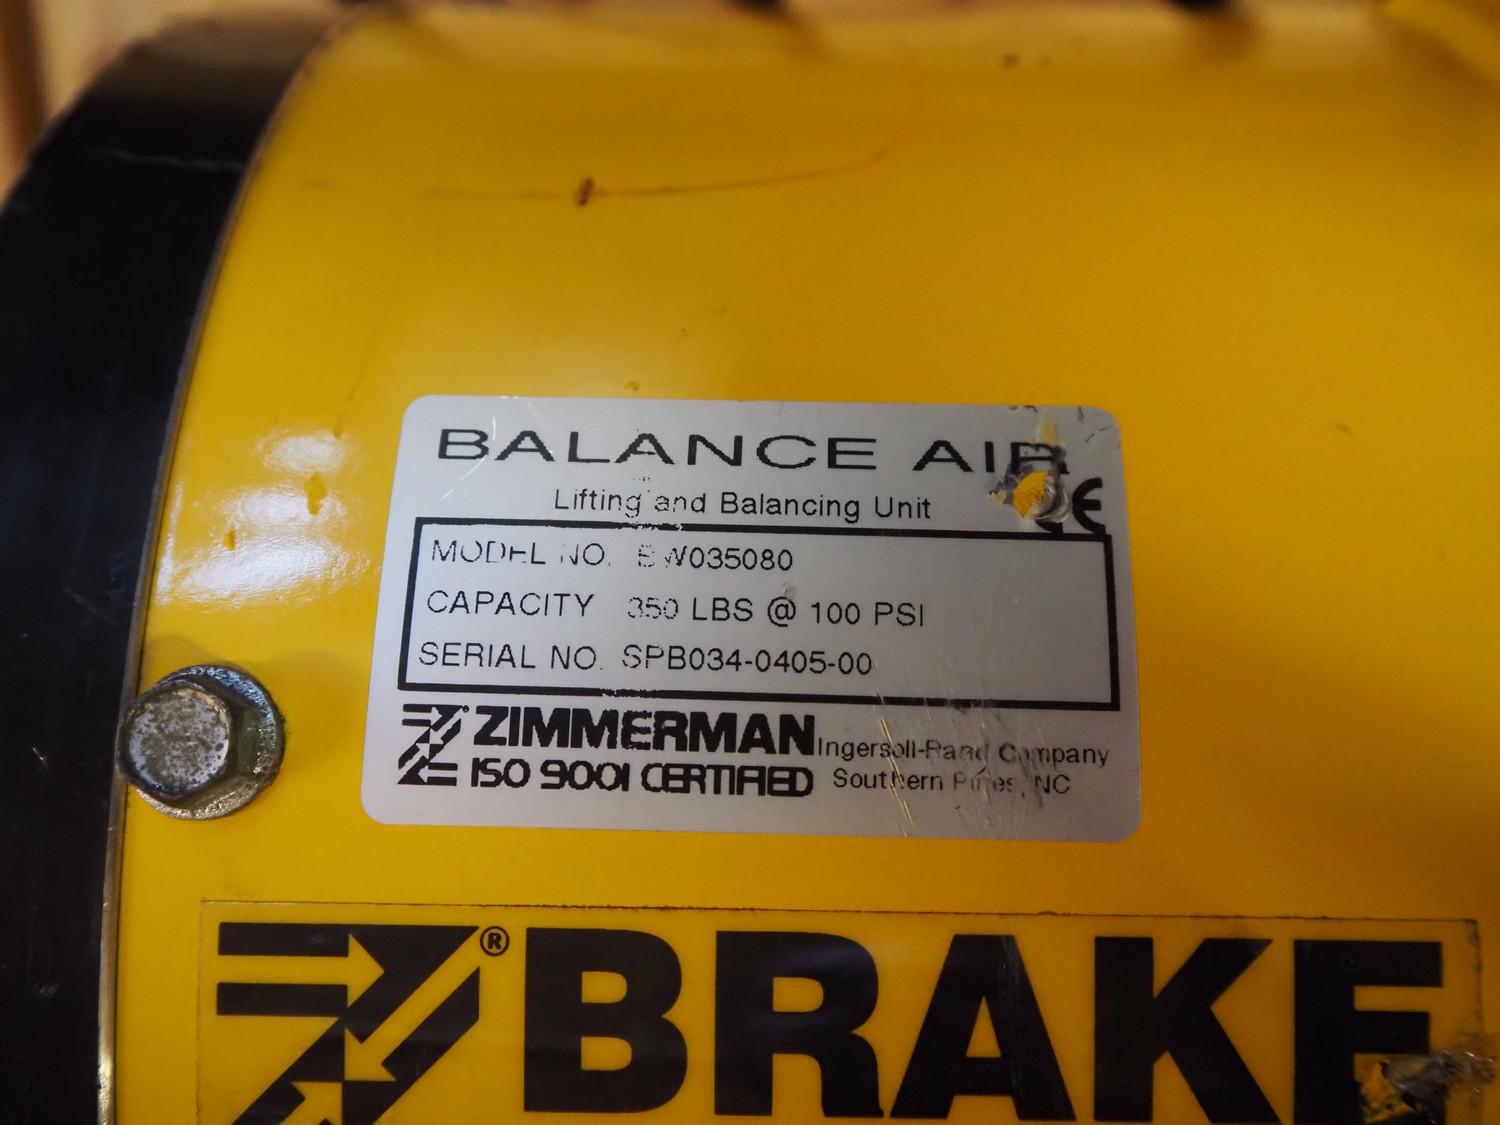 BALANCE AIR
CE
Lifting and Balancing Unit
MODEL NO. BW035080
CAPACITY 350 LBS @ 100 PSI
SERIAL NO. SPB034-0405-00
ZIMMERMAN Ingersoll-Rand Company
ISO 9001 CERTIFIED Southern Pines, NC
® BRAKE